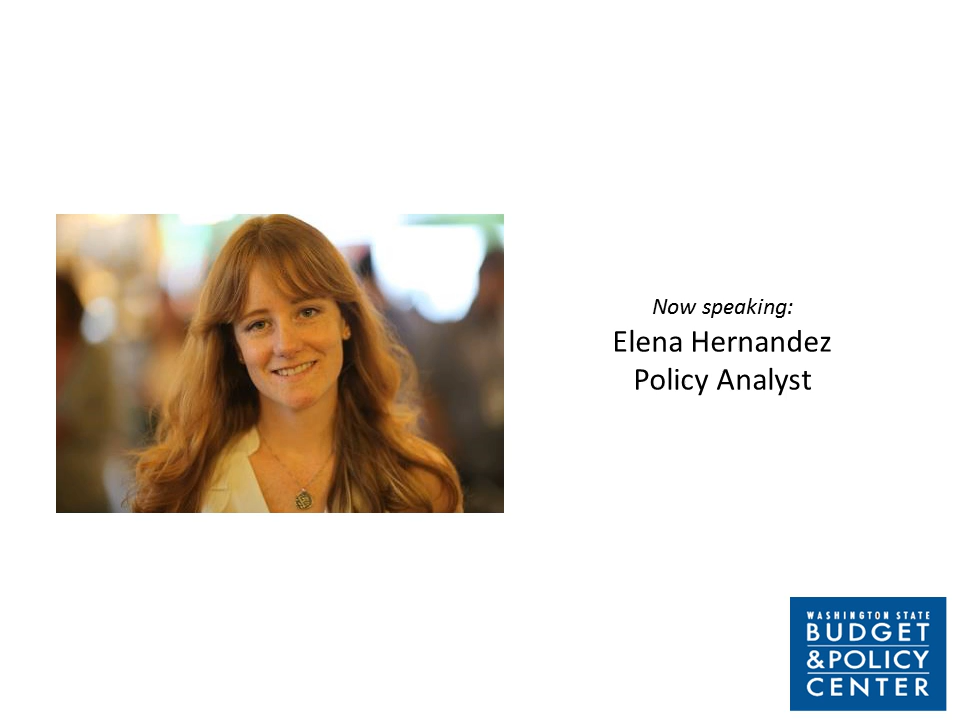 Now speaking:
Elena Hernandez
Policy Analyst
WASHINGTON STATE
BUDGET
&POLICY
CENTER